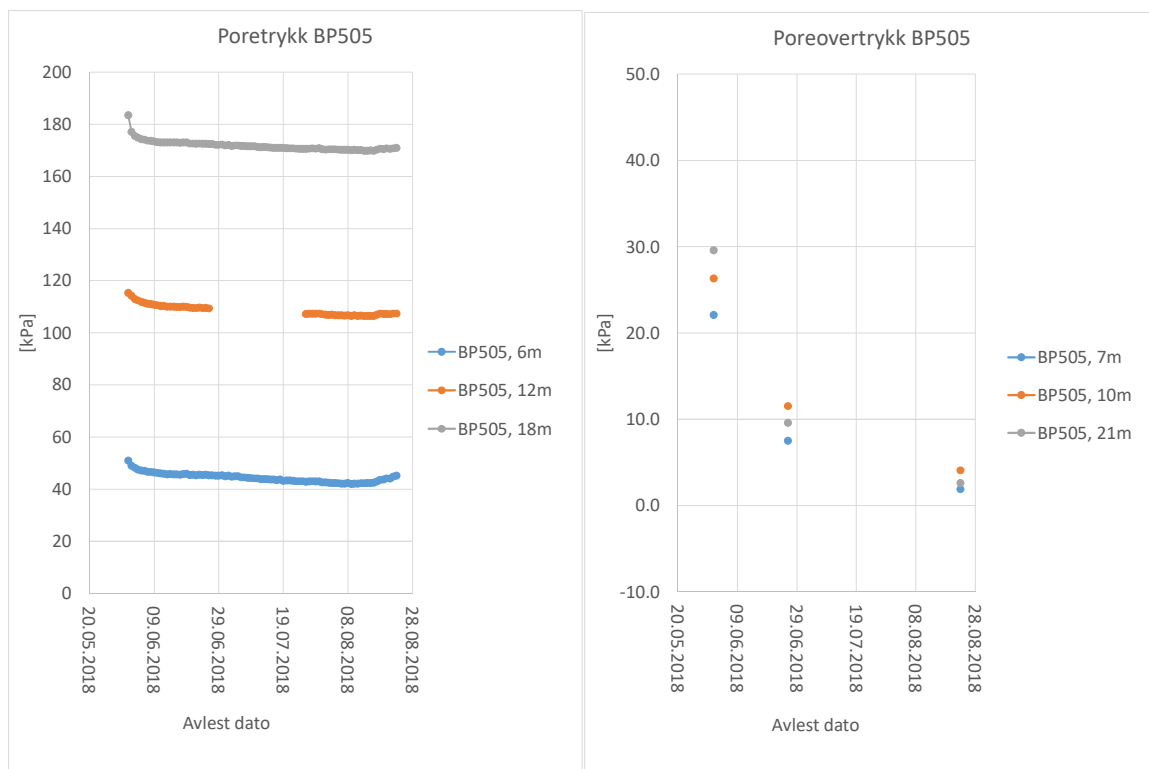 Poretrykk BP505
200
180
160
140
120
100
80
60
40
20
0
[kPa]
20.05.2018
09.06.2018
29.06.2018
19.07.2018
08.08.2018
28.08.2018
Avlest dato
BP505, 6m
BP505, 12m
BP505, 18m
Poreovertrykk BP505
50.0
40.0
30.0
20.0
10.0
0.0
-10.0
[kPa]
20.05.2018
09.06.2018
29.06.2018
19.07.2018
08.08.2018
28.08.2018
Avlest dato
BP505, 7m
BP505, 10m
BP505, 21m